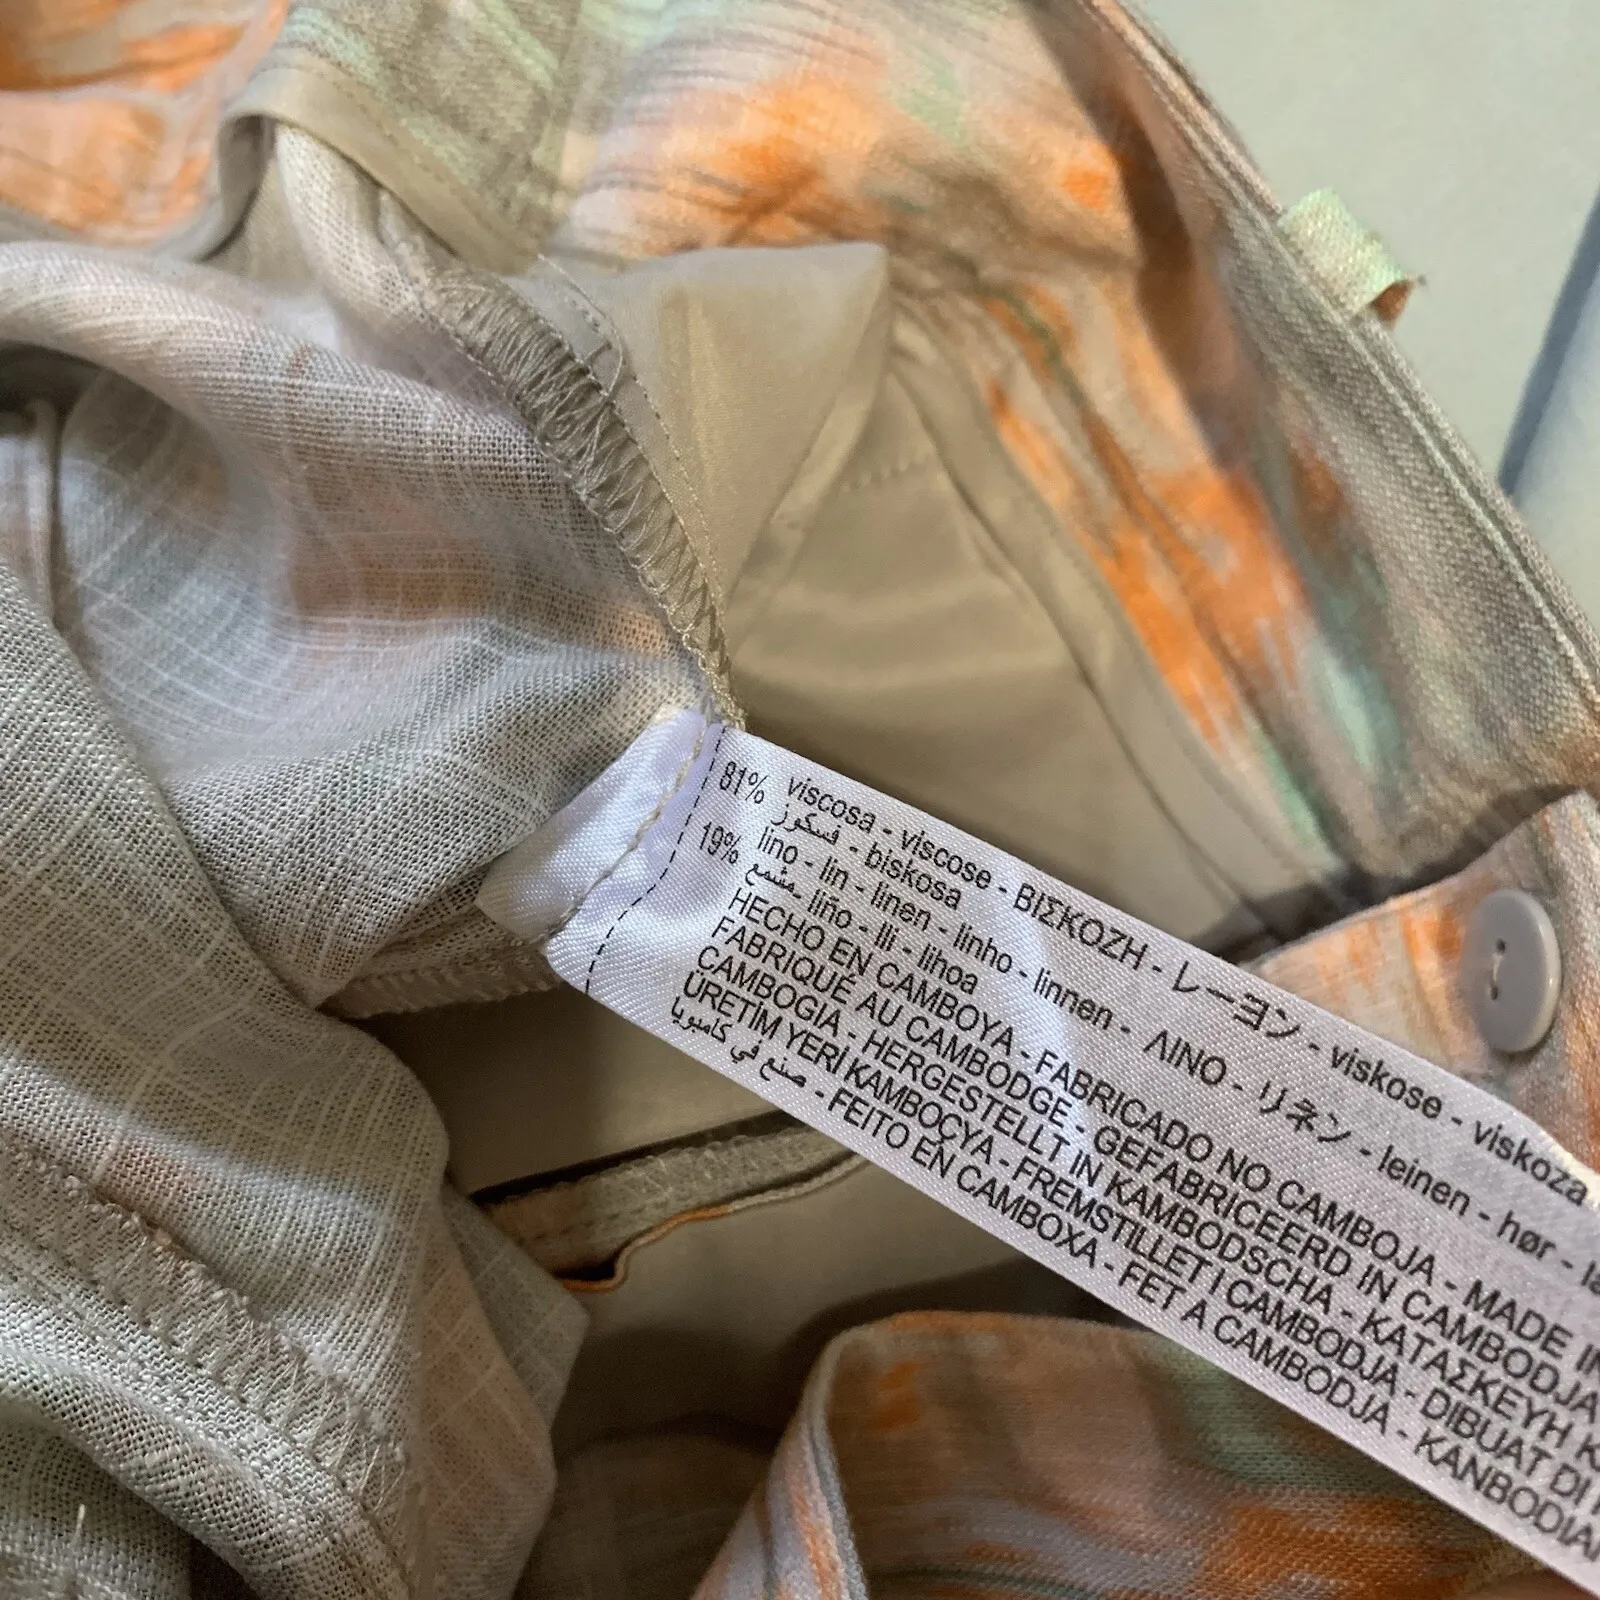 81% viscosa - viscose - ΒΙΣΚΟΖΗ - レーヨン - viskose - viskoza
فسكوز - biskosa
19% lino - lin - linen - linho - linnen - ΛΙΝΟ - リネン - leinen - hør -
مشمع - liño - lli - lihoa
HECHO EN CAMBOYA - FABRICADO NO CAMBOJA - MADE IN
FABRIQUÉ AU CAMBODGE - GEFABRICEERD IN CAMBODJA
CAMBOGIA - HERGESTELLT IN KAMBODSCHA - ΚΑΤΑΣΚΕΥΗ
ÜRETİM YERİ KAMBOÇYA - FREMSTILLET I CAMBODJA - DIBUAT DI
صنع في كامبوديا - FEITO EN CAMBOXA - FET A CAMBODJA -